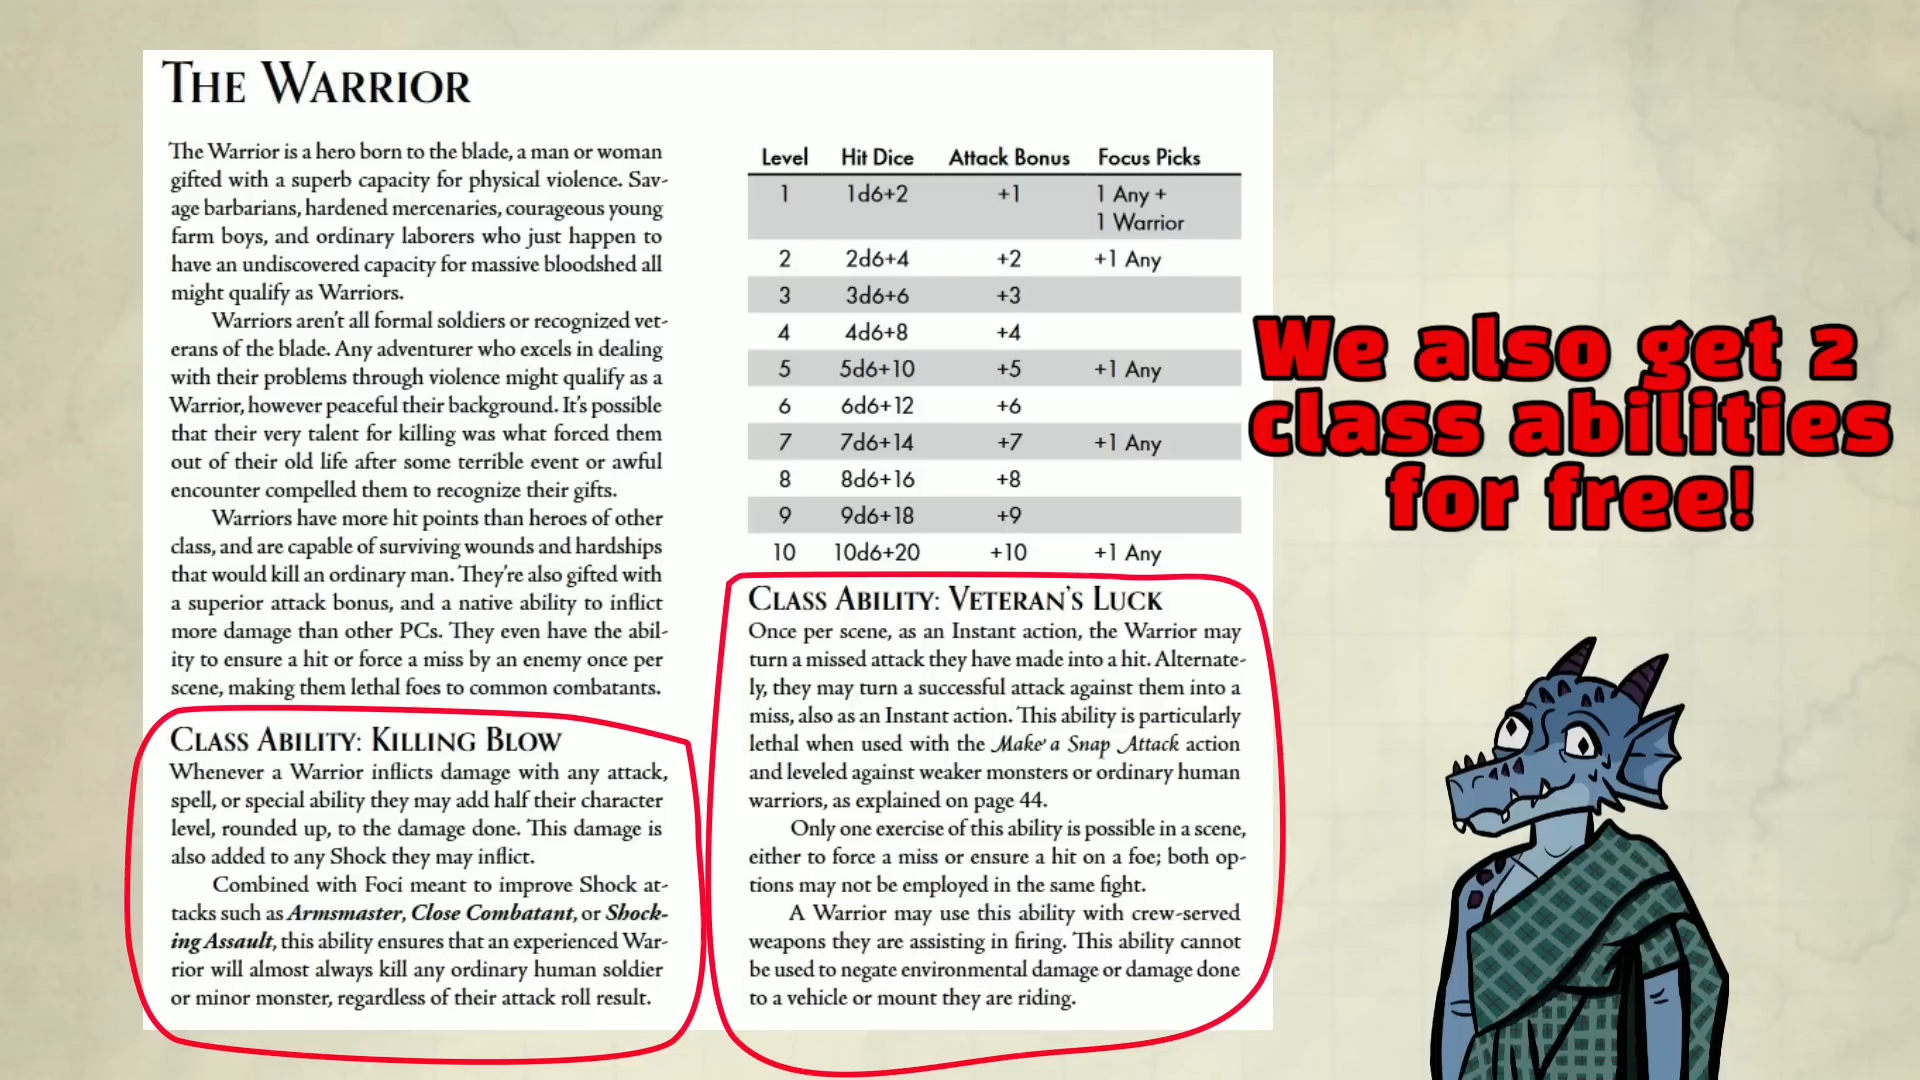 THE WARRIOR
The Warrior is a hero born to the blade, a man or woman
gifted with a superb capacity for physical violence. Sav-
age barbarians, hardened mercenaries, courageous young
farm boys, and ordinary laborers who just happen to
have an undiscovered capacity for massive bloodshed all
might qualify as Warriors.
Warriors aren't all formal soldiers or recognized vet-
erans of the blade. Any adventurer who excels in dealing
with their problems through violence might qualify as a
Warrior, however peaceful their background. It's possible
that their very talent for killing was what forced them
out of their old life after some terrible event or awful
encounter compelled them to recognize their gifts.
Warriors have more hit points than heroes of other
class, and are capable of surviving wounds and hardships
that would kill an ordinary man. They're also gifted with
a superior attack bonus, and a native ability to inflict
more damage than other PCs. They even have the abil-
ity to ensure a hit or force a miss by an enemy once per
scene, making them lethal foes to common combatants.
CLASS ABILITY: KILLING BLOW
Whenever a Warrior inflicts damage with any attack,
spell, or special ability they may add half their character
level, rounded up, to the damage done. This damage is
also added to any Shock they may inflict.
Combined with Foci meant to improve Shock at-
tacks such as Armsmaster, Close Combatant, or Shock-
ing Assault, this ability ensures that an experienced War-
rior will almost always kill any ordinary human soldier
or minor monster, regardless of their attack roll result.
Level Hit Dice Attack Bonus Focus Picks
1 1d6+2 +1 1 Any +
1 Warrior
2 2d6+4 +2 +1 Any
3 3d6+6 +3
4 4d6+8 +4
5 5d6+10 +5 +1 Any
6 6d6+12 +6
7 7d6+14 +7 +1 Any
8 8d6+16 +8
9 9d6+18 +9
10 10d6+20 +10 +1 Any
CLASS ABILITY: VETERAN'S LUCK
Once per scene, as an Instant action, the Warrior may
turn a missed attack they have made into a hit. Alternate-
ly, they may turn a successful attack against them into a
miss, also as an Instant action. This ability is particularly
lethal when used with the Make a Snap Attack action
and leveled against weaker monsters or ordinary human
warriors, as explained on page 44.
Only one exercise of this ability is possible in a scene,
either to force a miss or ensure a hit on a foe; both op-
tions may not be employed in the same fight.
A Warrior may use this ability with crew-served
weapons they are assisting in firing. This ability cannot
be used to negate environmental damage or damage done
to a vehicle or mount they are riding.
We also get 2
class abilities
for free!